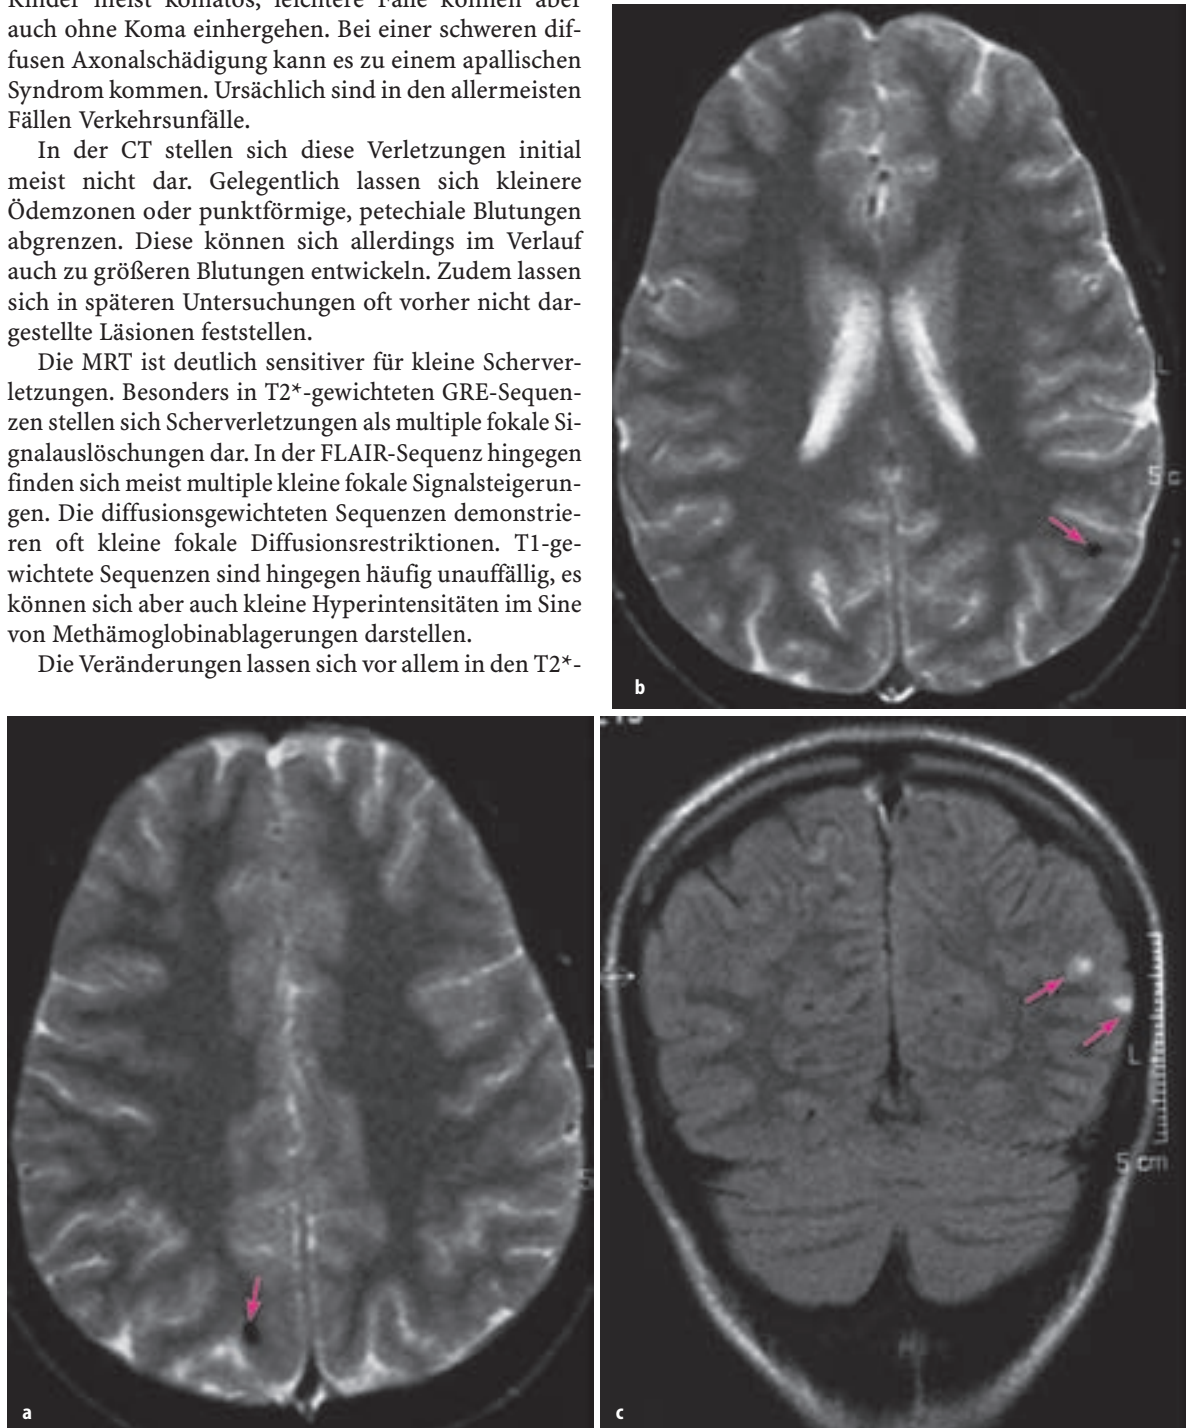 Kinder meist komatös, leichtere Fälle können aber
auch ohne Koma einhergehen. Bei einer schweren dif-
fusen Axonalschädigung kann es zu einem apallischen
Syndrom kommen. Ursächlich sind in den allermeisten
Fällen Verkehrsunfälle.
In der CT stellen sich diese Verletzungen initial
meist nicht dar. Gelegentlich lassen sich kleinere
Ödemzonen oder punktförmige, petechiale Blutungen
abgrenzen. Diese können sich allerdings im Verlauf
auch zu größeren Blutungen entwickeln. Zudem lassen
sich in späteren Untersuchungen oft vorher nicht dar-
gestellte Läsionen feststellen.
Die MRT ist deutlich sensitiver für kleine Scherver-
letzungen. Besonders in T2*-gewichteten GRE-Sequen-
zen stellen sich Scherverletzungen als multiple fokale Si-
gnalauslöschungen dar. In der FLAIR-Sequenz hingegen
finden sich meist multiple kleine fokale Signalsteigerun-
gen. Die diffusionsgewichteten Sequenzen demonstrie-
ren oft kleine fokale Diffusionsrestriktionen. T1-ge-
wichtete Sequenzen sind hingegen häufig unauffällig, es
können sich aber auch kleine Hyperintensitäten im Sine
von Methämoglobinablagerungen darstellen.
Die Veränderungen lassen sich vor allem in den T2*-
L
5 c
b
a
L
5 cm
c